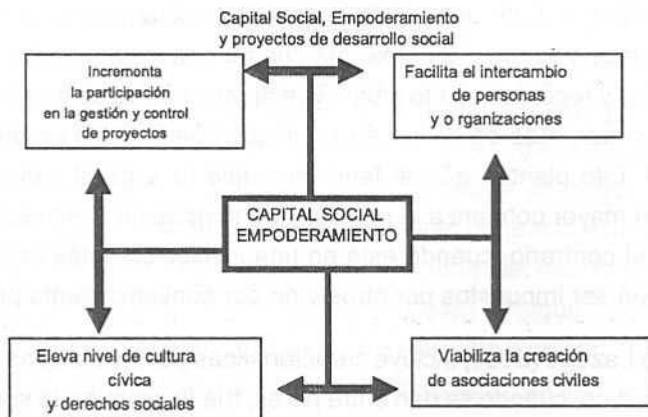 Capital Social, Empoderamiento
y proyectos de desarrollo social
Incrementa
la participación
en la gestión y control
de proyectos
Facilita el intercambio
de personas
y o rganizaciones
CAPITAL SOCIAL
EMPODERAMIENTO
Eleva nivel de cultura
cívica
y derechos sociales
Viabiliza la creación
de asociaciones civiles